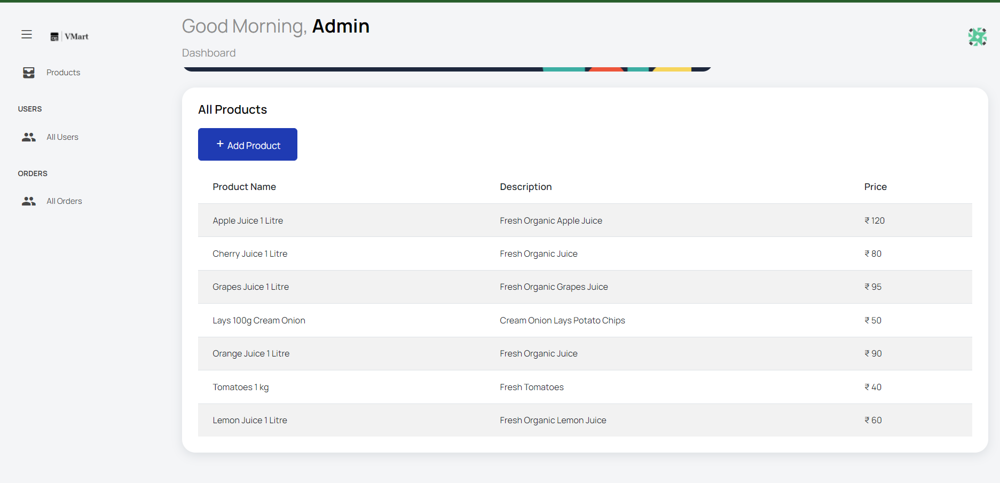 Good Morning, Admin
VMart
Dashboard
Products
USERS
All Users
ORDERS
All Orders
All Products
+ Add Product
Product Name Description Price
Apple Juice 1 Litre Fresh Organic Apple Juice ₹ 120
Cherry Juice 1 Litre Fresh Organic Juice ₹ 80
Grapes Juice 1 Litre Fresh Organic Grapes Juice ₹ 95
Lays 100g Cream Onion Cream Onion Lays Potato Chips ₹ 50
Orange Juice 1 Litre Fresh Organic Juice ₹ 90
Tomatoes 1 kg Fresh Tomatoes ₹ 40
Lemon Juice 1 Litre Fresh Organic Lemon Juice ₹ 60